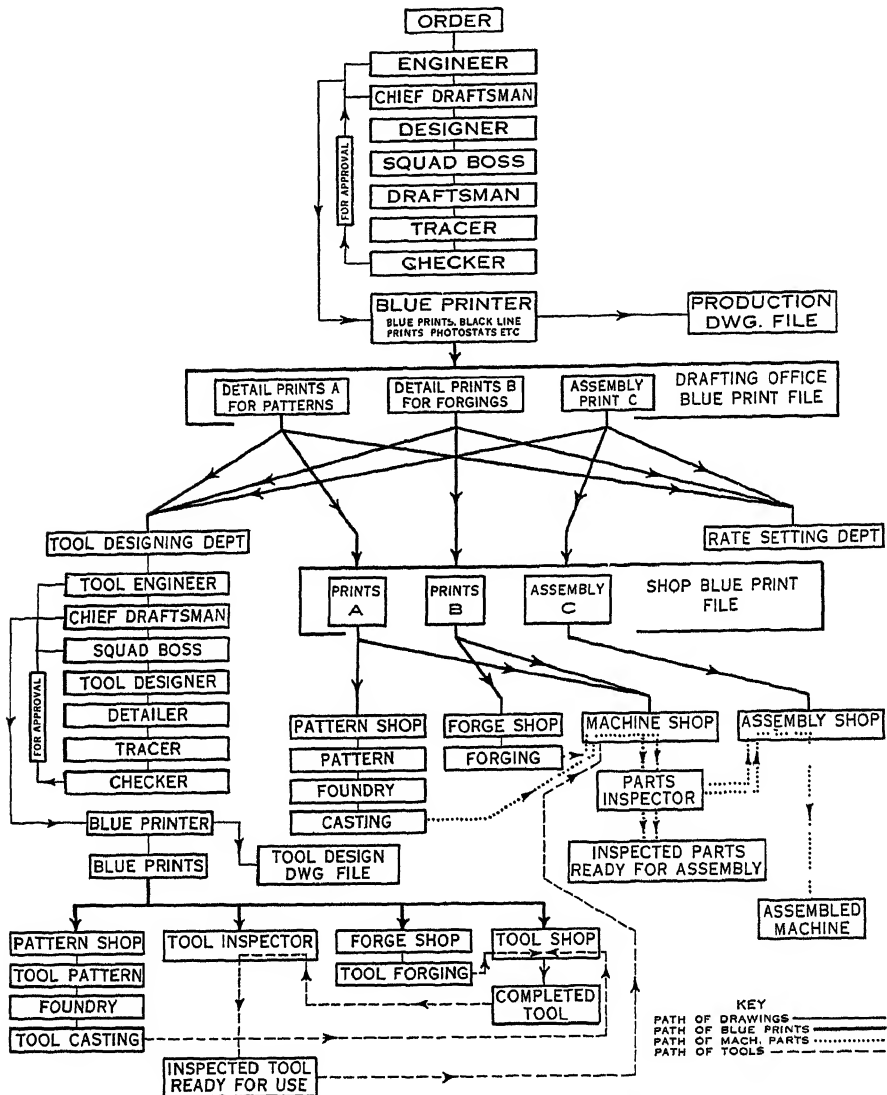 ORDER
ENGINEER
CHIEF DRAFTSMAN
DESIGNER
SQUAD BOSS
DRAFTSMAN
TRACER
CHECKER
FOR APPROVAL
BLUE PRINTER
BLUE PRINTS, BLACK LINE
PRINTS PHOTOSTATS ETC
PRODUCTION
DWG. FILE
DETAIL PRINTS A
FOR PATTERNS
DETAIL PRINTS B
FOR FORGINGS
ASSEMBLY
PRINT C
DRAFTING OFFICE
BLUE PRINT FILE
TOOL DESIGNING DEPT
RATE SETTING DEPT
TOOL ENGINEER
CHIEF DRAFTSMAN
SQUAD BOSS
TOOL DESIGNER
DETAILER
TRACER
CHECKER
FOR APPROVAL
BLUE PRINTER
BLUE PRINTS
TOOL DESIGN
DWG FILE
PRINTS
A
PRINTS
B
ASSEMBLY
C
SHOP BLUE PRINT
FILE
PATTERN SHOP
PATTERN
FOUNDRY
CASTING
FORGE SHOP
FORGING
MACHINE SHOP
PARTS
INSPECTOR
INSPECTED PARTS
READY FOR ASSEMBLY
ASSEMBLY SHOP
ASSEMBLED
MACHINE
PATTERN SHOP
TOOL PATTERN
FOUNDRY
TOOL CASTING
TOOL INSPECTOR
INSPECTED TOOL
READY FOR USE
FORGE SHOP
TOOL FORGING
TOOL SHOP
COMPLETED
TOOL
KEY
PATH OF DRAWINGS
PATH OF BLUE PRINTS
PATH OF MACH. PARTS
PATH OF TOOLS